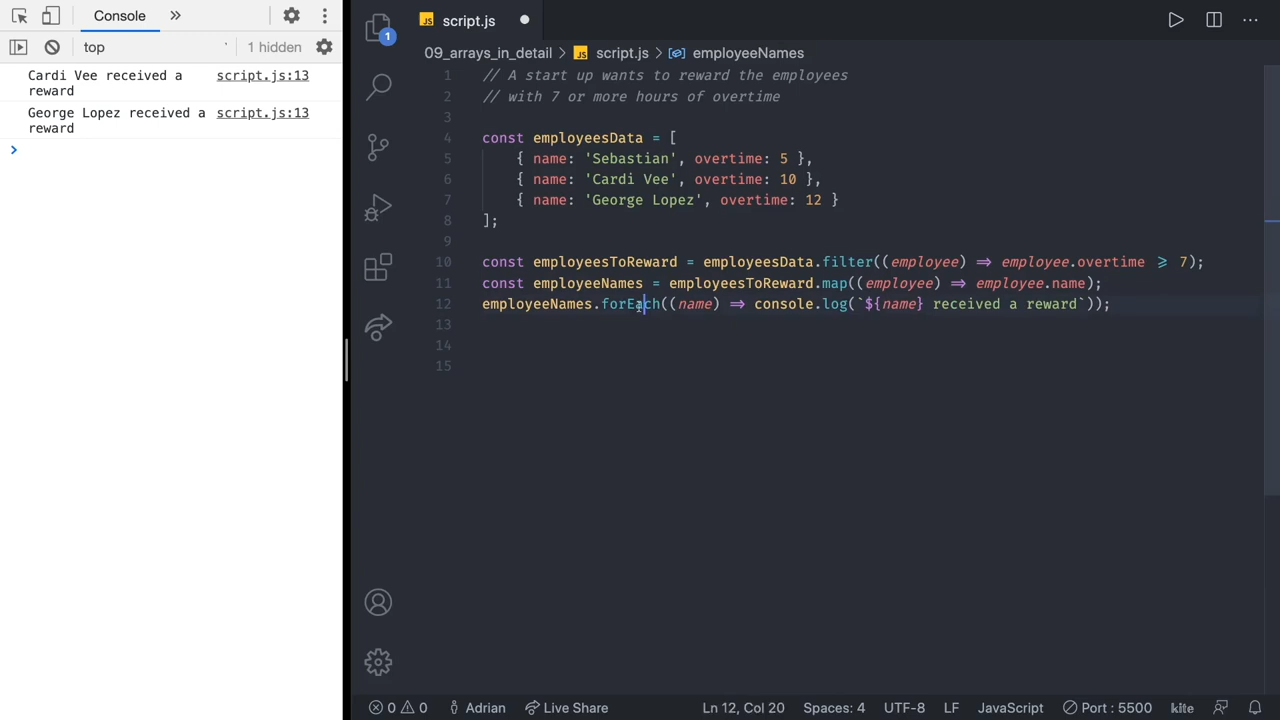 Console
top
1 hidden
Cardi Vee received a script.js:13
reward
George Lopez received a script.js:13
reward
JS script.js
1
09_arrays_in_detail > JS script.js > employeeNames
1 // A start up wants to reward the employees
2 // with 7 or more hours of overtime
3
4 const employeesData = [
5 { name: 'Sebastian', overtime: 5 },
6 { name: 'Cardi Vee', overtime: 10 },
7 { name: 'George Lopez', overtime: 12 }
8 ];
9
10 const employeesToReward = employeesData.filter((employee) => employee.overtime >= 7);
11 const employeeNames = employeesToReward.map((employee) => employee.name);
12 employeeNames.forEach((name) => console.log(`${name} received a reward`));
13
14
15
0 0 Adrian Live Share Ln 12, Col 20 Spaces: 4 UTF-8 LF JavaScript Port : 5500 kite